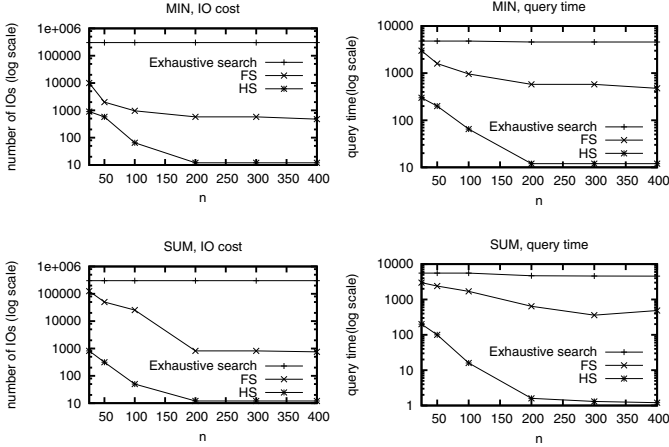 MIN, IO cost
number of IOs (log scale)
1e+006
100000
10000
1000
100
10
Exhaustive search
FS
HS
50 100 150 200 250 300 350 400
n
MIN, query time
query time(log scale)
10000
1000
100
10
Exhaustive search
FS
HS
50 100 150 200 250 300 350 400
n
SUM, IO cost
number of IOs (log scale)
1e+006
100000
10000
1000
100
10
Exhaustive search
FS
HS
50 100 150 200 250 300 350 400
n
SUM, query time
query time(log scale)
10000
1000
100
10
1
Exhaustive search
FS
HS
50 100 150 200 250 300 350 400
n